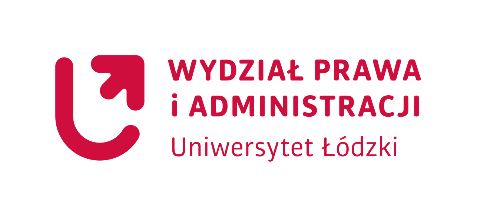 WYDZIAŁ PRAWA
i ADMINISTRACJI
Uniwersytet Łódzki